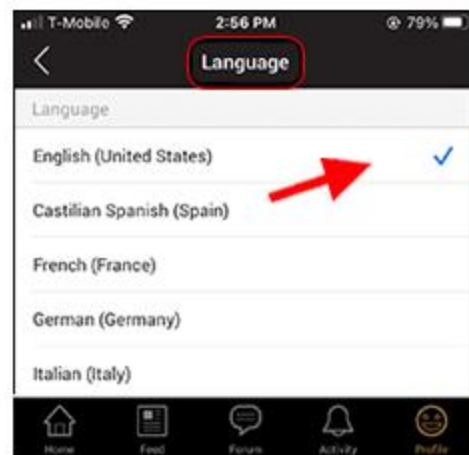 T-Mobile 2:56 PM 79%
Language
Language
English (United States)
Castilian Spanish (Spain)
French (France)
German (Germany)
Italian (Italy)
Home Feed Forum Activity Profile